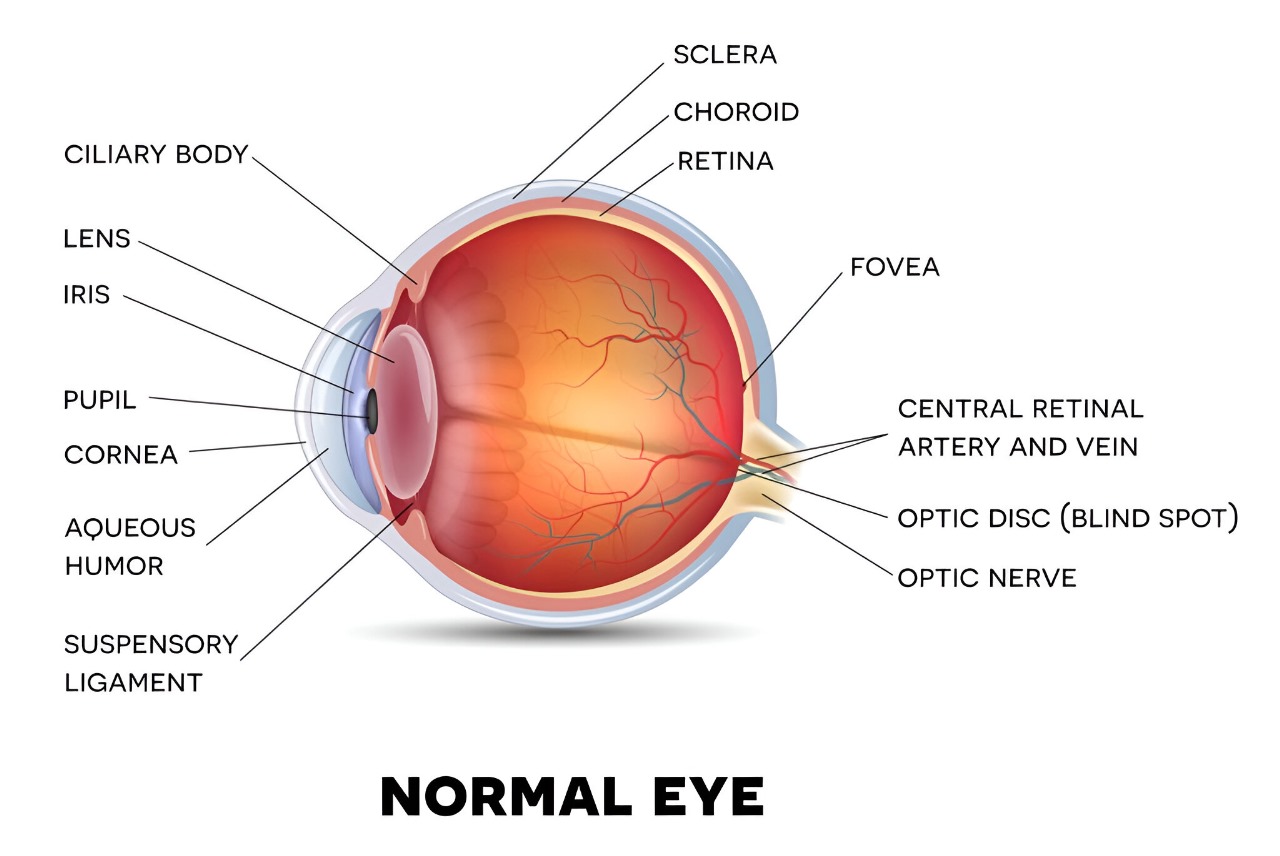 SCLERA
CHOROID
RETINA
CILIARY BODY
LENS
IRIS
PUPIL
CORNEA
AQUEOUS
HUMOR
SUSPENSORY
LIGAMENT
FOVEA
CENTRAL RETINAL
ARTERY AND VEIN
OPTIC DISC (BLIND SPOT)
OPTIC NERVE
NORMAL EYE